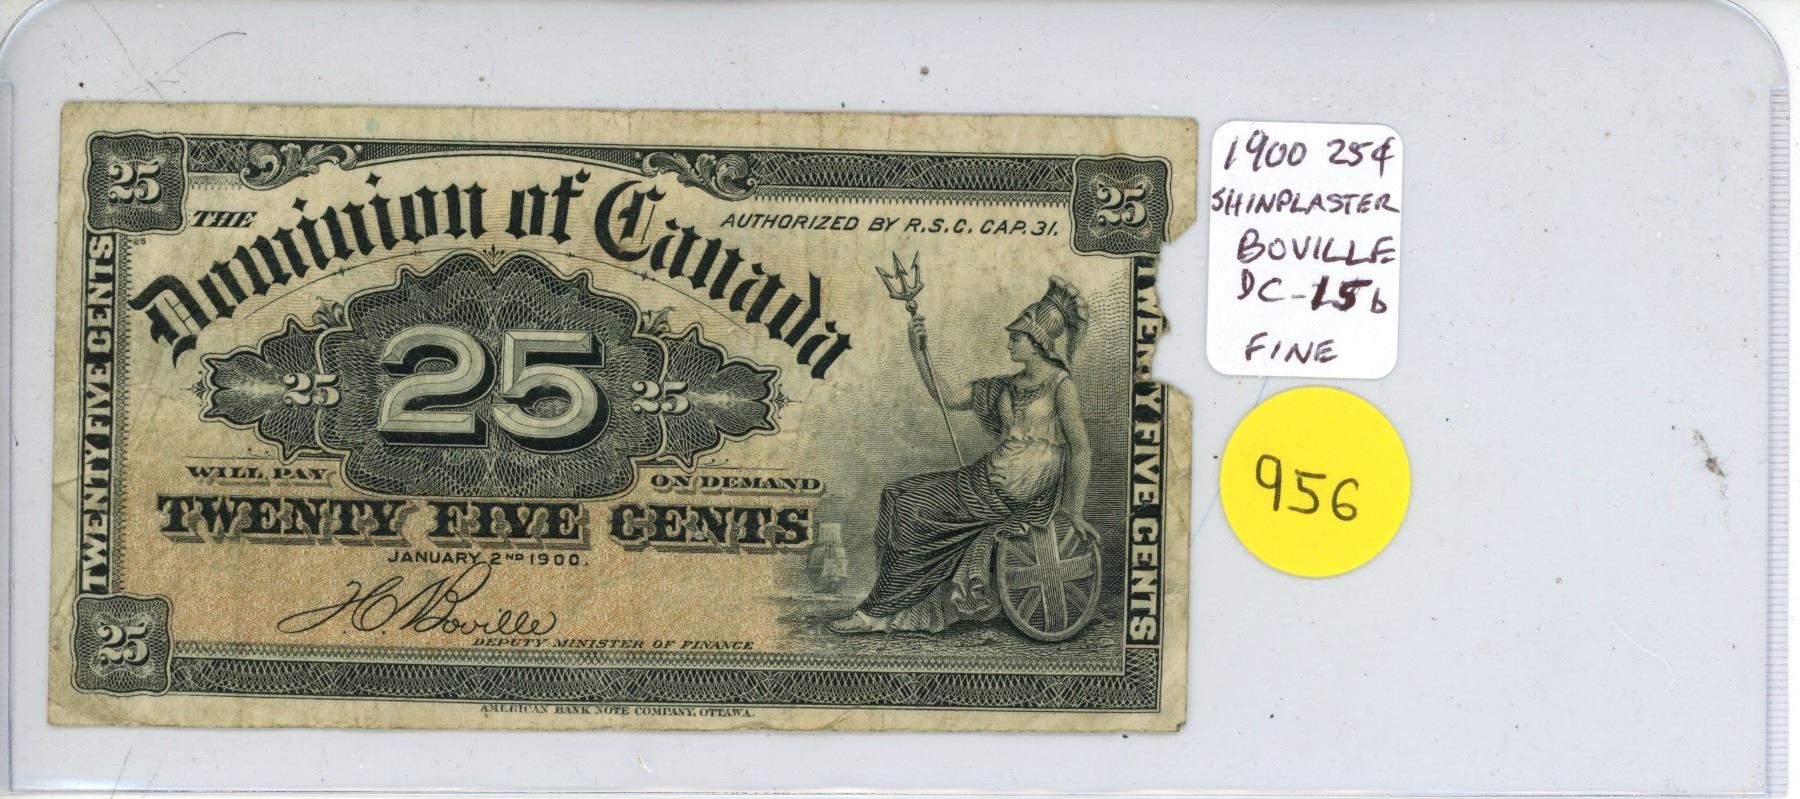 25
25
THE
Dominion of Canada
AUTHORIZED BY R.S.C. CAP. 31.
25
25
25
25
WILL PAY
ON DEMAND
TWENTY FIVE CENTS
JANUARY 2ND 1900.
H C Boville
DEPUTY MINISTER OF FINANCE
25
AMERICAN BANK NOTE COMPANY, OTTAWA.
TWENTY FIVE CENTS
TWENTY FIVE CENTS
1900 25¢
SHINPLASTER
BOVILLE
DC-15b
FINE
956